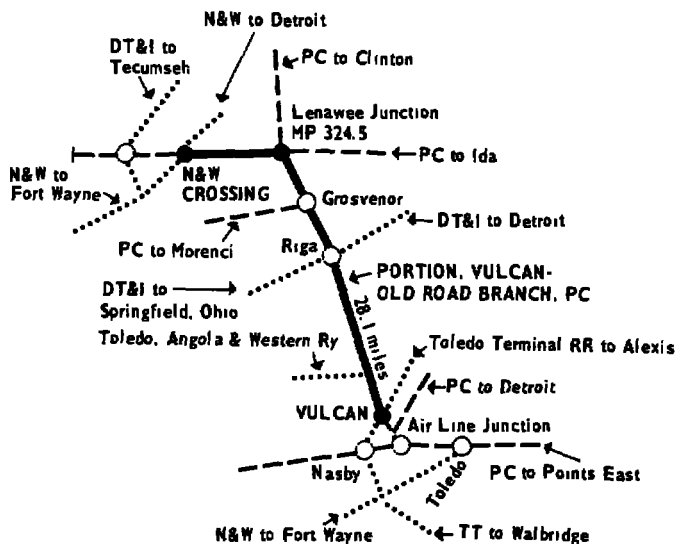 N&W to Detroit
DT&I to
Tecumseh
PC to Clinton
Lenawee Junction
MP 324.5
PC to Ida
N&W to
Fort Wayne
N&W
CROSSING
Grosvenor
PC to Morenci
DT&I to Detroit
Riga
PORTION, VULCAN-
OLD ROAD BRANCH, PC
DT&I to
Springfield, Ohio
28.1 miles
Toledo, Angola & Western Ry
Toledo Terminal RR to Alexis
PC to Detroit
VULCAN
Air Line Junction
Nasby
Toledo
PC to Points East
N&W to Fort Wayne
TT to Walbridge